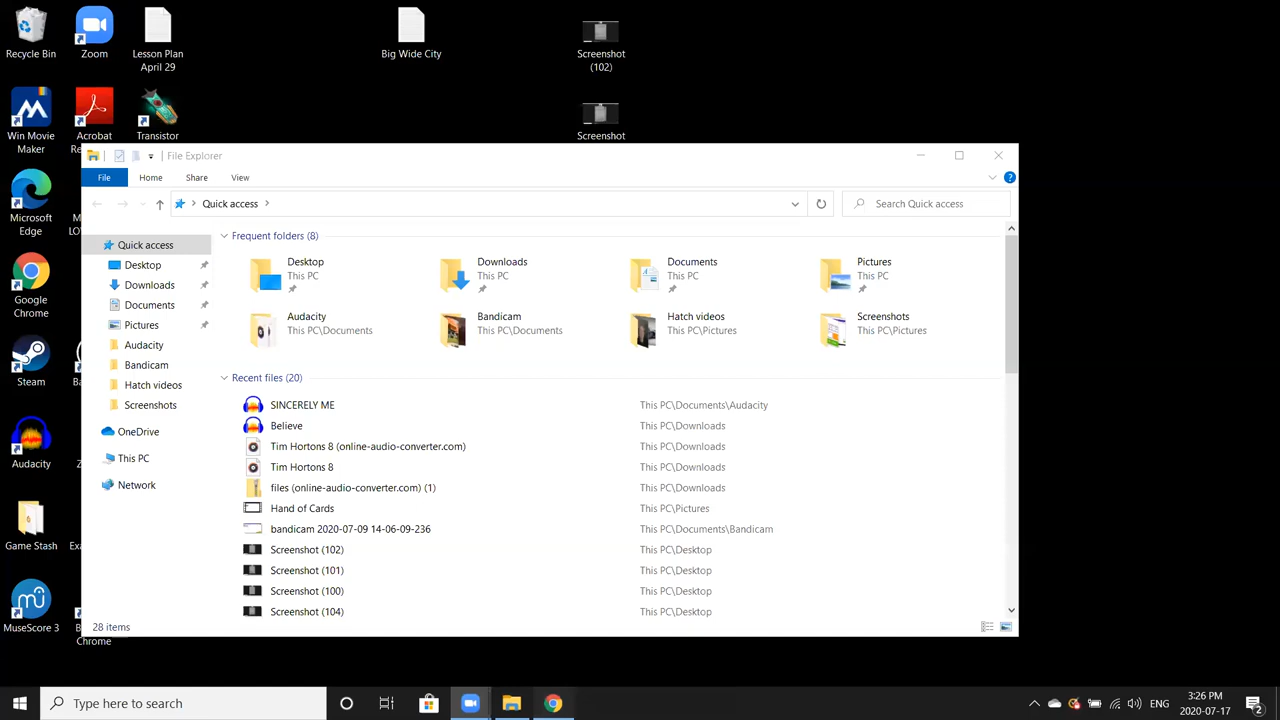 Recycle Bin
Zoom
Lesson Plan
April 29
Big Wide City
Screenshot
(102)
Win Movie
Maker
Acrobat
Transistor
Screenshot
File Explorer
File
Home
Share
View
Quick access
Search Quick access
Microsoft
Edge
Google
Chrome
Steam
Audacity
Game Stash
MuseScore 3
Chrome
Quick access
Desktop
Downloads
Documents
Pictures
Audacity
Bandicam
Hatch videos
Screenshots
OneDrive
This PC
Network
Frequent folders (8)
Desktop
This PC
Downloads
This PC
Documents
This PC
Pictures
This PC
Audacity
This PC\Documents
Bandicam
This PC\Documents
Hatch videos
This PC\Pictures
Screenshots
This PC\Pictures
Recent files (20)
SINCERELY ME This PC\Documents\Audacity
Believe This PC\Downloads
Tim Hortons 8 (online-audio-converter.com) This PC\Downloads
Tim Hortons 8 This PC\Downloads
files (online-audio-converter.com) (1) This PC\Downloads
Hand of Cards This PC\Pictures
bandicam 2020-07-09 14-06-09-236 This PC\Documents\Bandicam
Screenshot (102) This PC\Desktop
Screenshot (101) This PC\Desktop
Screenshot (100) This PC\Desktop
Screenshot (104) This PC\Desktop
28 items
Type here to search
ENG
3:26 PM
2020-07-17
2